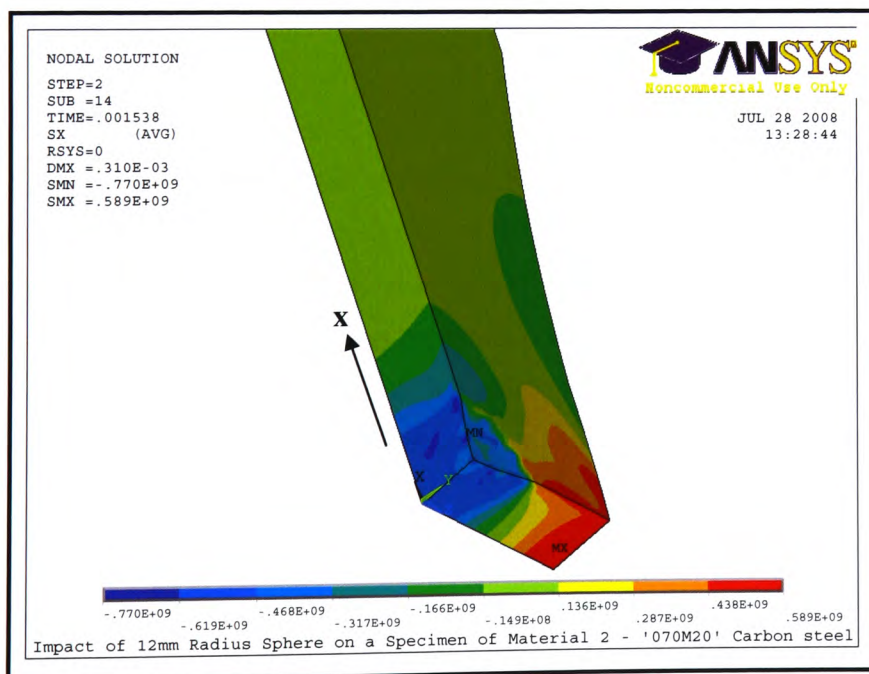 NODAL SOLUTION
STEP=2
SUB =14
TIME=.001538
SX (AVG)
RSYS=0
DMX =.310E-03
SMN =-.770E+09
SMX =.589E+09
ANSYS
Noncommercial Use Only
JUL 28 2008
13:28:44
X
MN
X
Y
MX
-.770E+09
-.619E+09
-.468E+09
-.317E+09
-.166E+09
-.149E+08
.136E+09
.287E+09
.438E+09
.589E+09
Impact of 12mm Radius Sphere on a Specimen of Material 2 - '070M20' Carbon steel